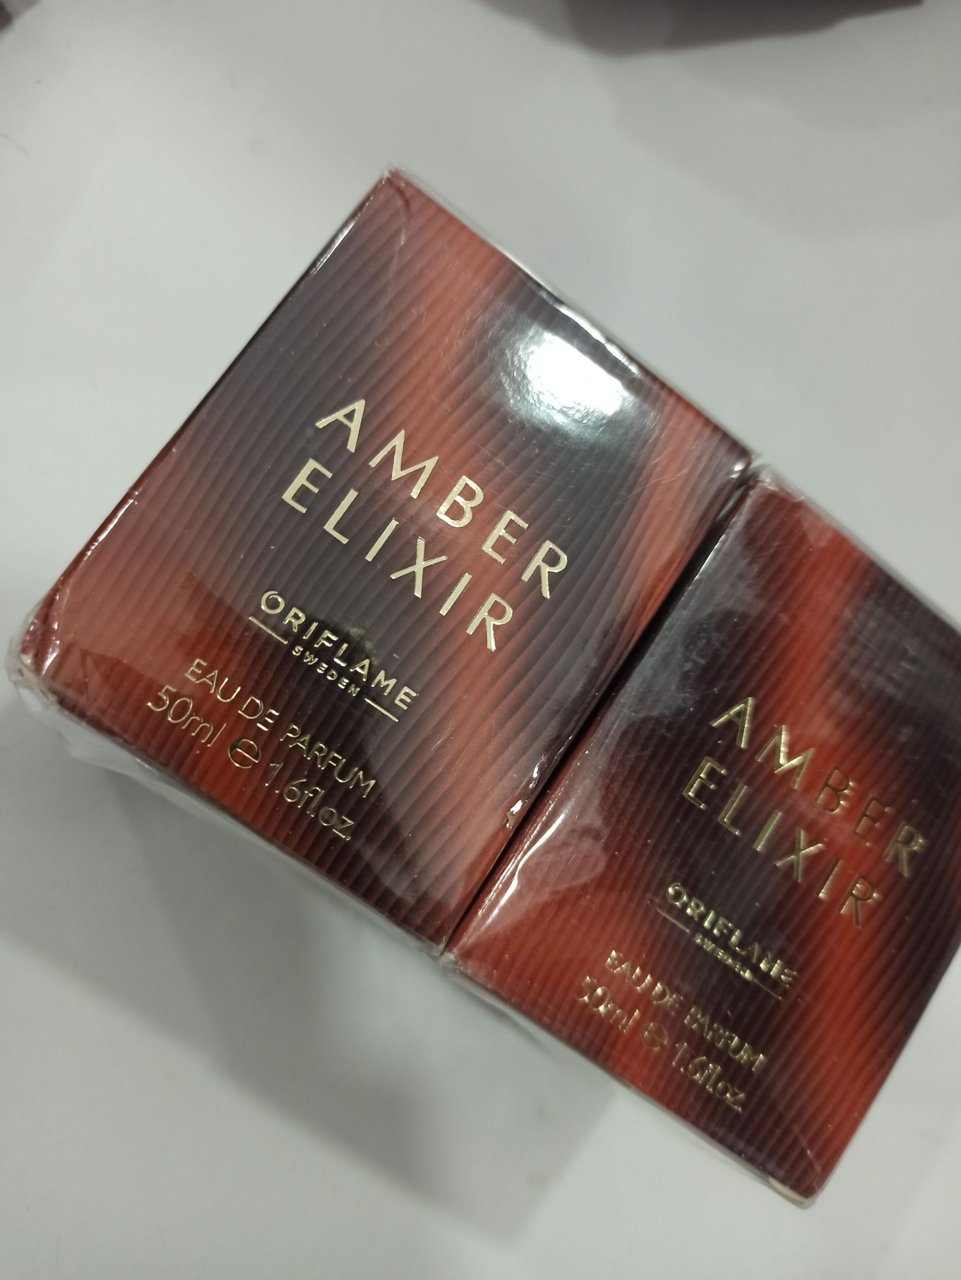 AMBER
ELIXIR
ORIFLAME
SWEDEN
EAU DE PARFUM
50ml ℮ 1.6fl.oz.
AMBER
ELIXIR
ORIFLAME
SWEDEN
EAU DE PARFUM
50ml ℮ 1.6fl.oz.